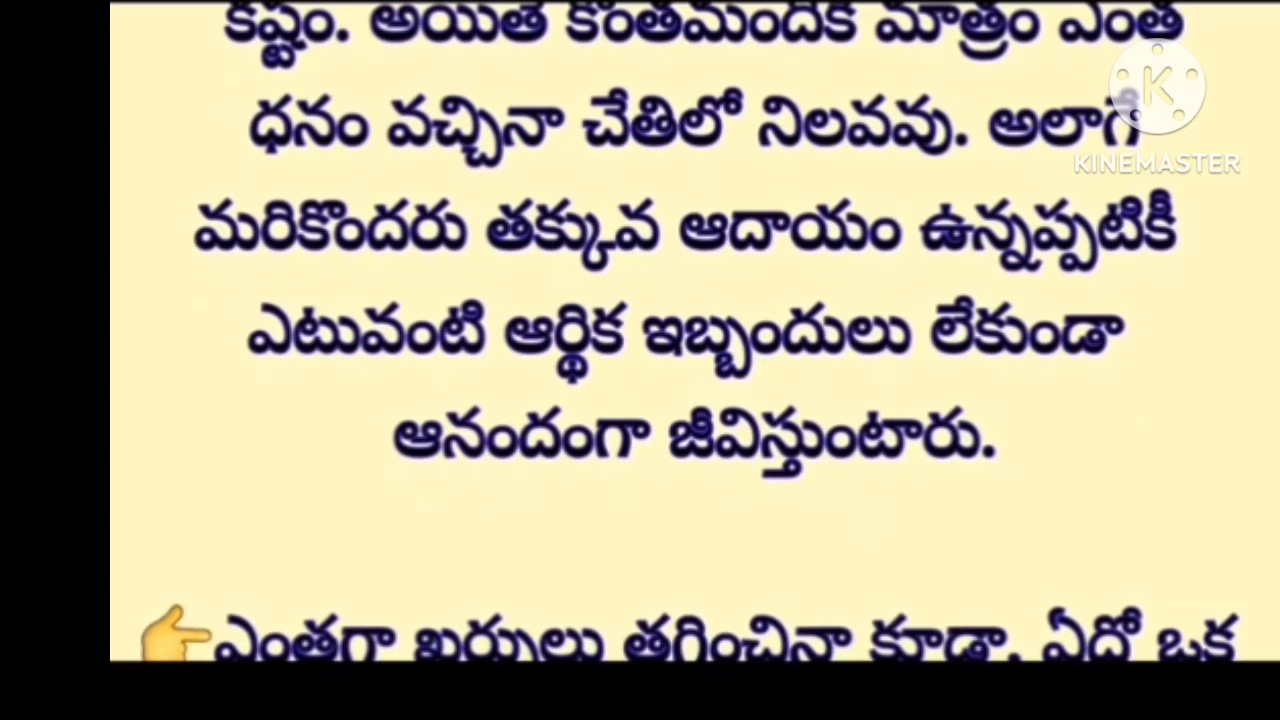 కష్టం. అయితే కొంతమందికి మాత్రం ఎంత
ధనం వచ్చినా చేతిలో నిలవవు. అలాగే
KINEMASTER
మరికొందరు తక్కువ ఆదాయం ఉన్నప్పటికీ
ఎటువంటి ఆర్థిక ఇబ్బందులు లేకుండా
ఆనందంగా జీవిస్తుంటారు.
👉ఎంతగా ఖర్చులు తగ్గించినా కూడా, ఏదో ఒక